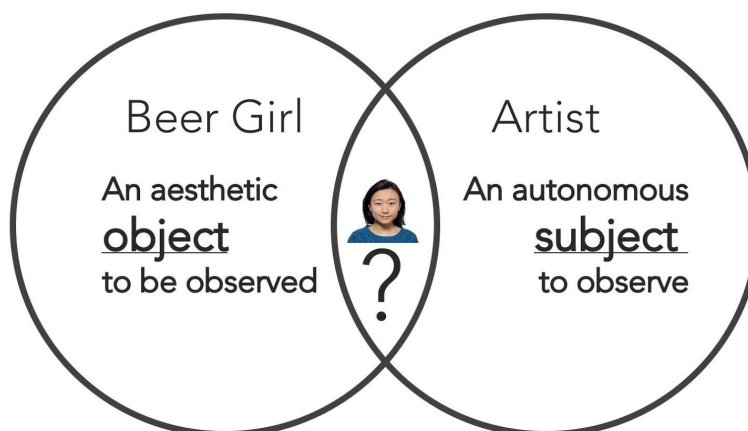 Beer Girl
An aesthetic
object
to be observed
?
Artist
An autonomous
subject
to observe